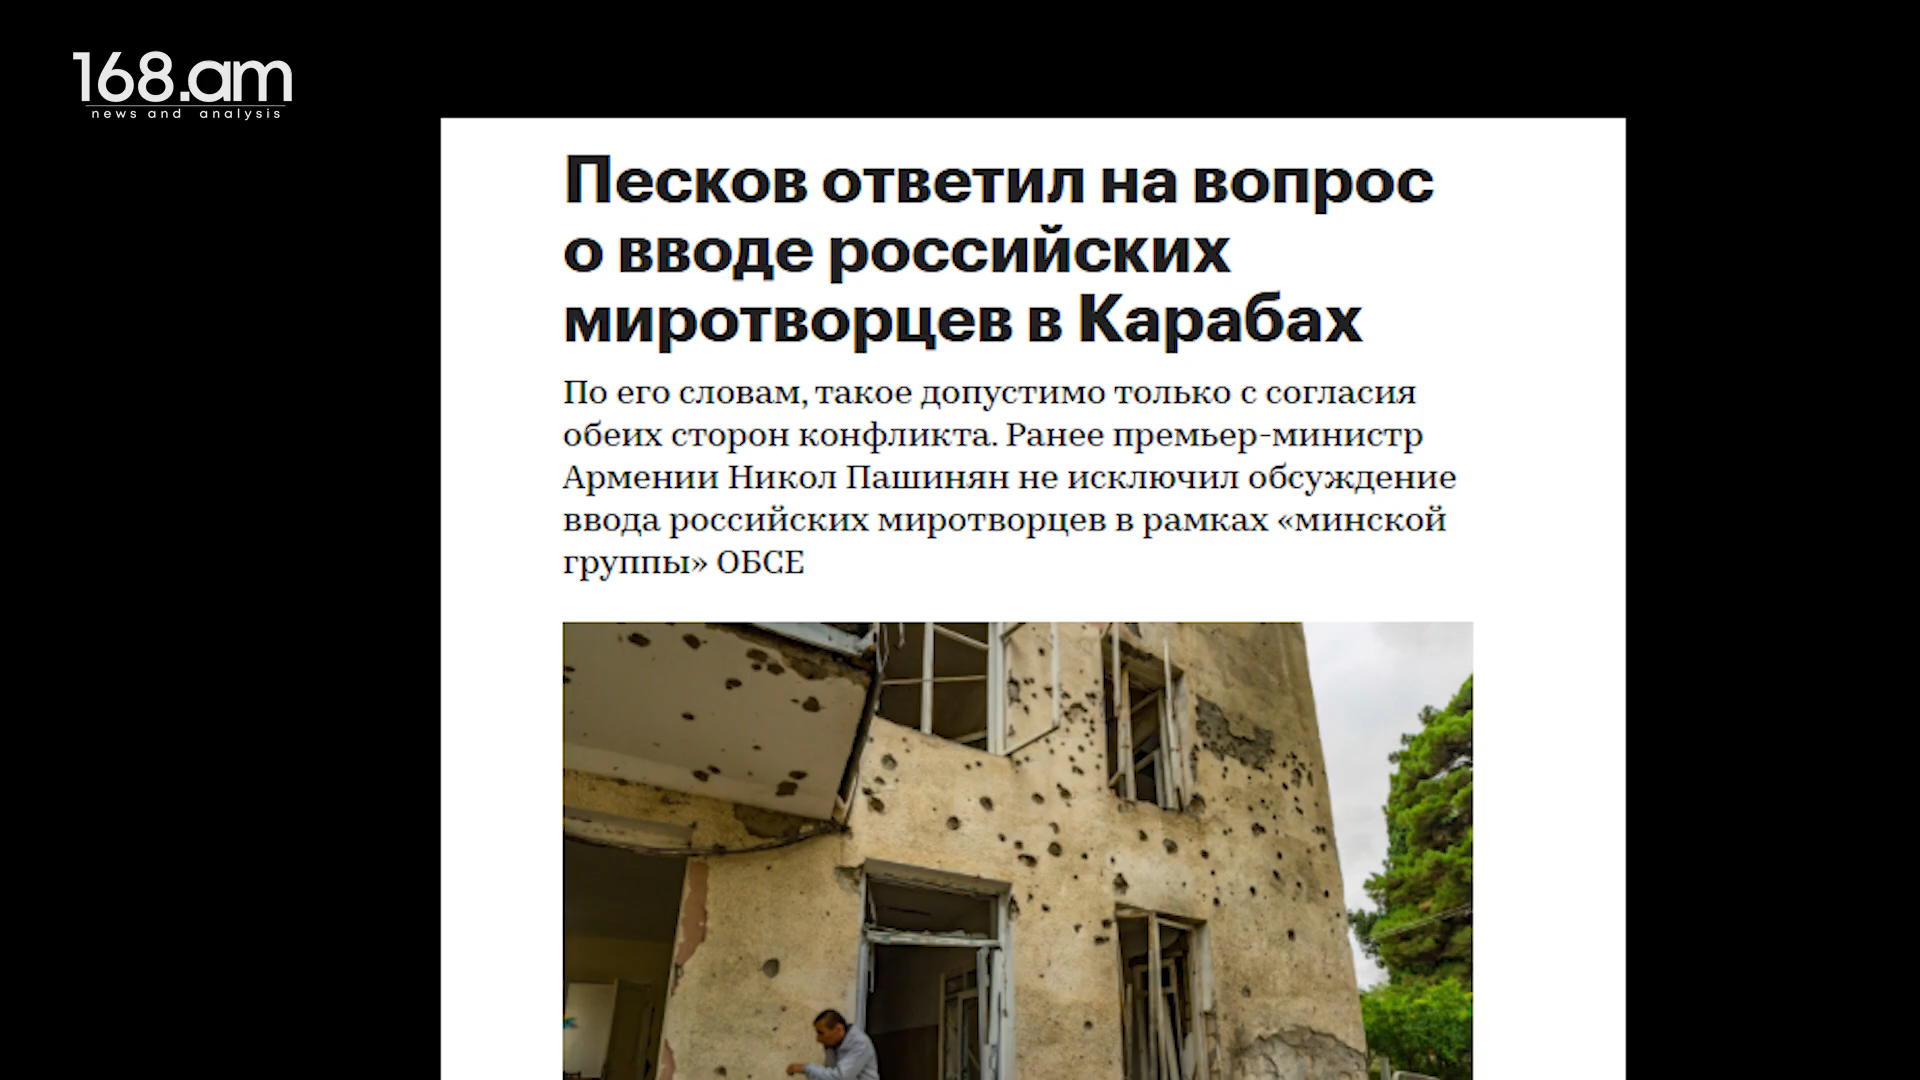 168.am
news and analysis
Песков ответил на вопрос
о вводе российских
миротворцев в Карабах
По его словам, такое допустимо только с согласия
обеих сторон конфликта. Ранее премьер-министр
Армении Никол Пашинян не исключил обсуждение
ввода российских миротворцев в рамках «минской
группы» ОБСЕ